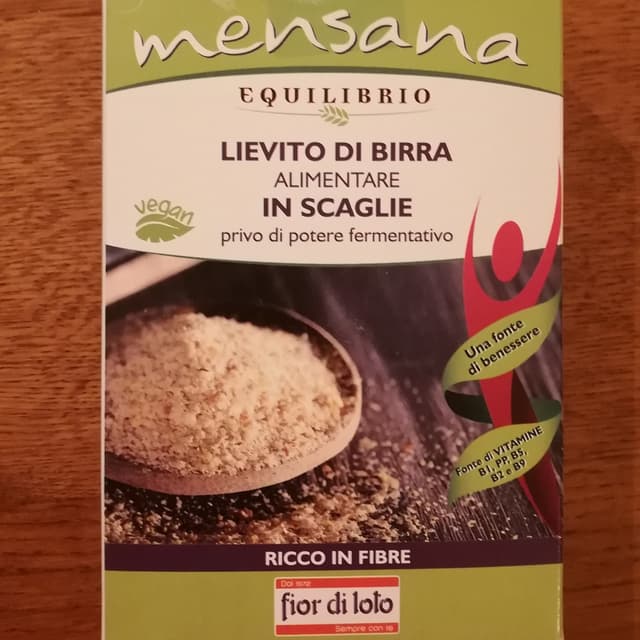 mensana
EQUILIBRIO
LIEVITO DI BIRRA
ALIMENTARE
IN SCAGLIE
privo di potere fermentativo
vegan
Una fonte
di benessere
Fonte di VITAMINE
B1, PP, B5,
B2 e B9
RICCO IN FIBRE
Dal 1972
fior di loto
Sempre con te